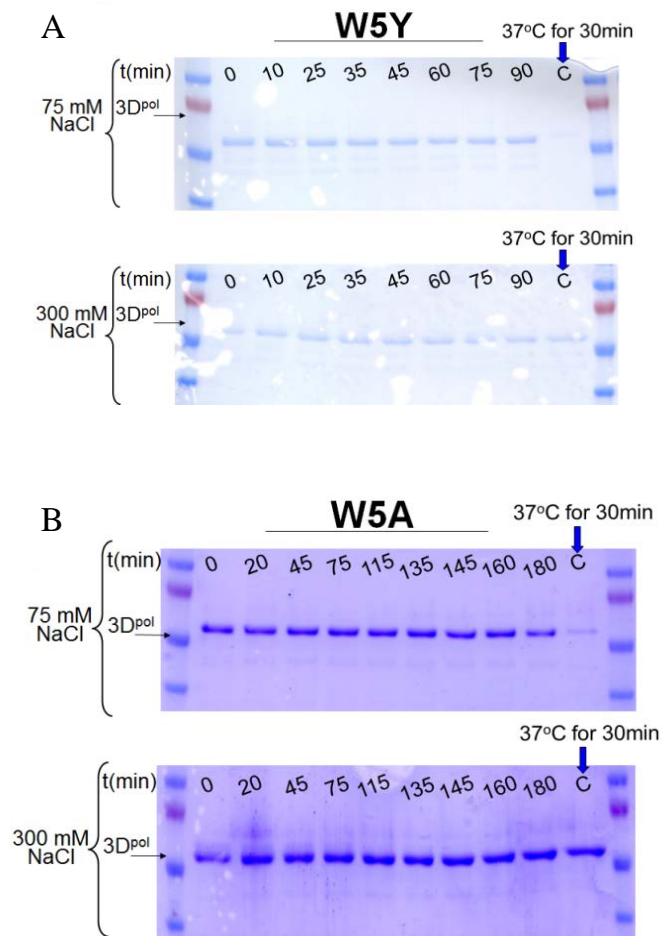 A
W5Y
37°C for 30min
t(min) 0 10 25 35 45 60 75 90 C
75 mM NaCl
3Dᵖᵒˡ
37°C for 30min
t(min) 0 10 25 35 45 60 75 90 C
300 mM NaCl
3Dᵖᵒˡ
B
W5A
37°C for 30min
t(min) 0 20 45 75 115 135 145 160 180 C
75 mM NaCl
3Dᵖᵒˡ
37°C for 30min
t(min) 0 20 45 75 115 135 145 160 180 C
300 mM NaCl
3Dᵖᵒˡ